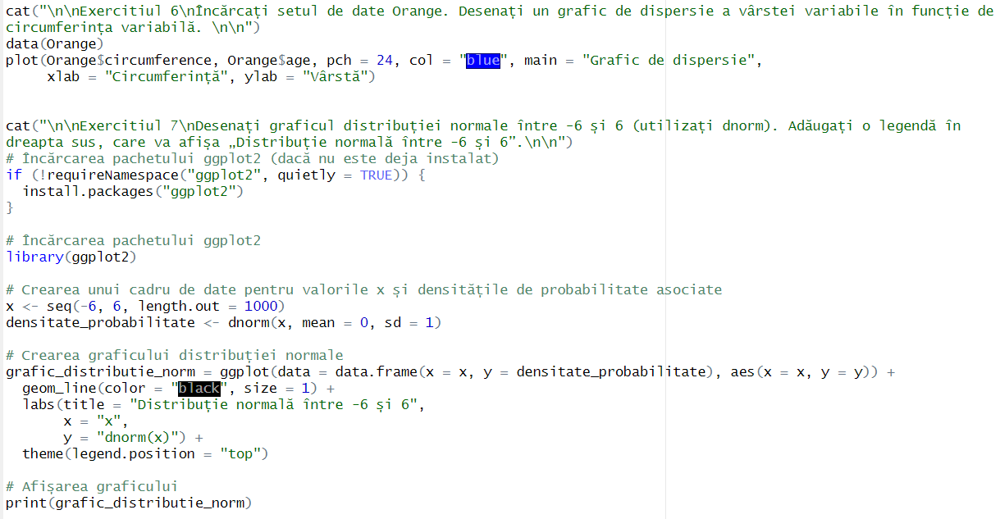 cat("\n\nExercitiul 6\nÎncărcați setul de date Orange. Desenați un grafic de dispersie a vârstei variabile în funcție de
circumferința variabilă. \n\n")
data(Orange)
plot(Orange$circumference, Orange$age, pch = 24, col = "blue", main = "Grafic de dispersie",
     xlab = "Circumferință", ylab = "Vârstă")
cat("\n\nExercitiul 7\nDesenați graficul distribuției normale între -6 și 6 (utilizați dnorm). Adăugați o legendă în
dreapta sus, care va afișa „Distribuție normală între -6 și 6”.\n\n")
# Încărcarea pachetului ggplot2 (dacă nu este deja instalat)
if (!requireNamespace("ggplot2", quietly = TRUE)) {
  install.packages("ggplot2")
}
# Încărcarea pachetului ggplot2
library(ggplot2)
# Crearea unui cadru de date pentru valorile x și densitățile de probabilitate asociate
x <- seq(-6, 6, length.out = 1000)
densitate_probabilitate <- dnorm(x, mean = 0, sd = 1)
# Crearea graficului distribuției normale
grafic_distributie_norm = ggplot(data = data.frame(x = x, y = densitate_probabilitate), aes(x = x, y = y)) +
  geom_line(color = "black", size = 1) +
  labs(title = "Distribuție normală între -6 și 6",
       x = "x",
       y = "dnorm(x)") +
  theme(legend.position = "top")
# Afișarea graficului
print(grafic_distributie_norm)